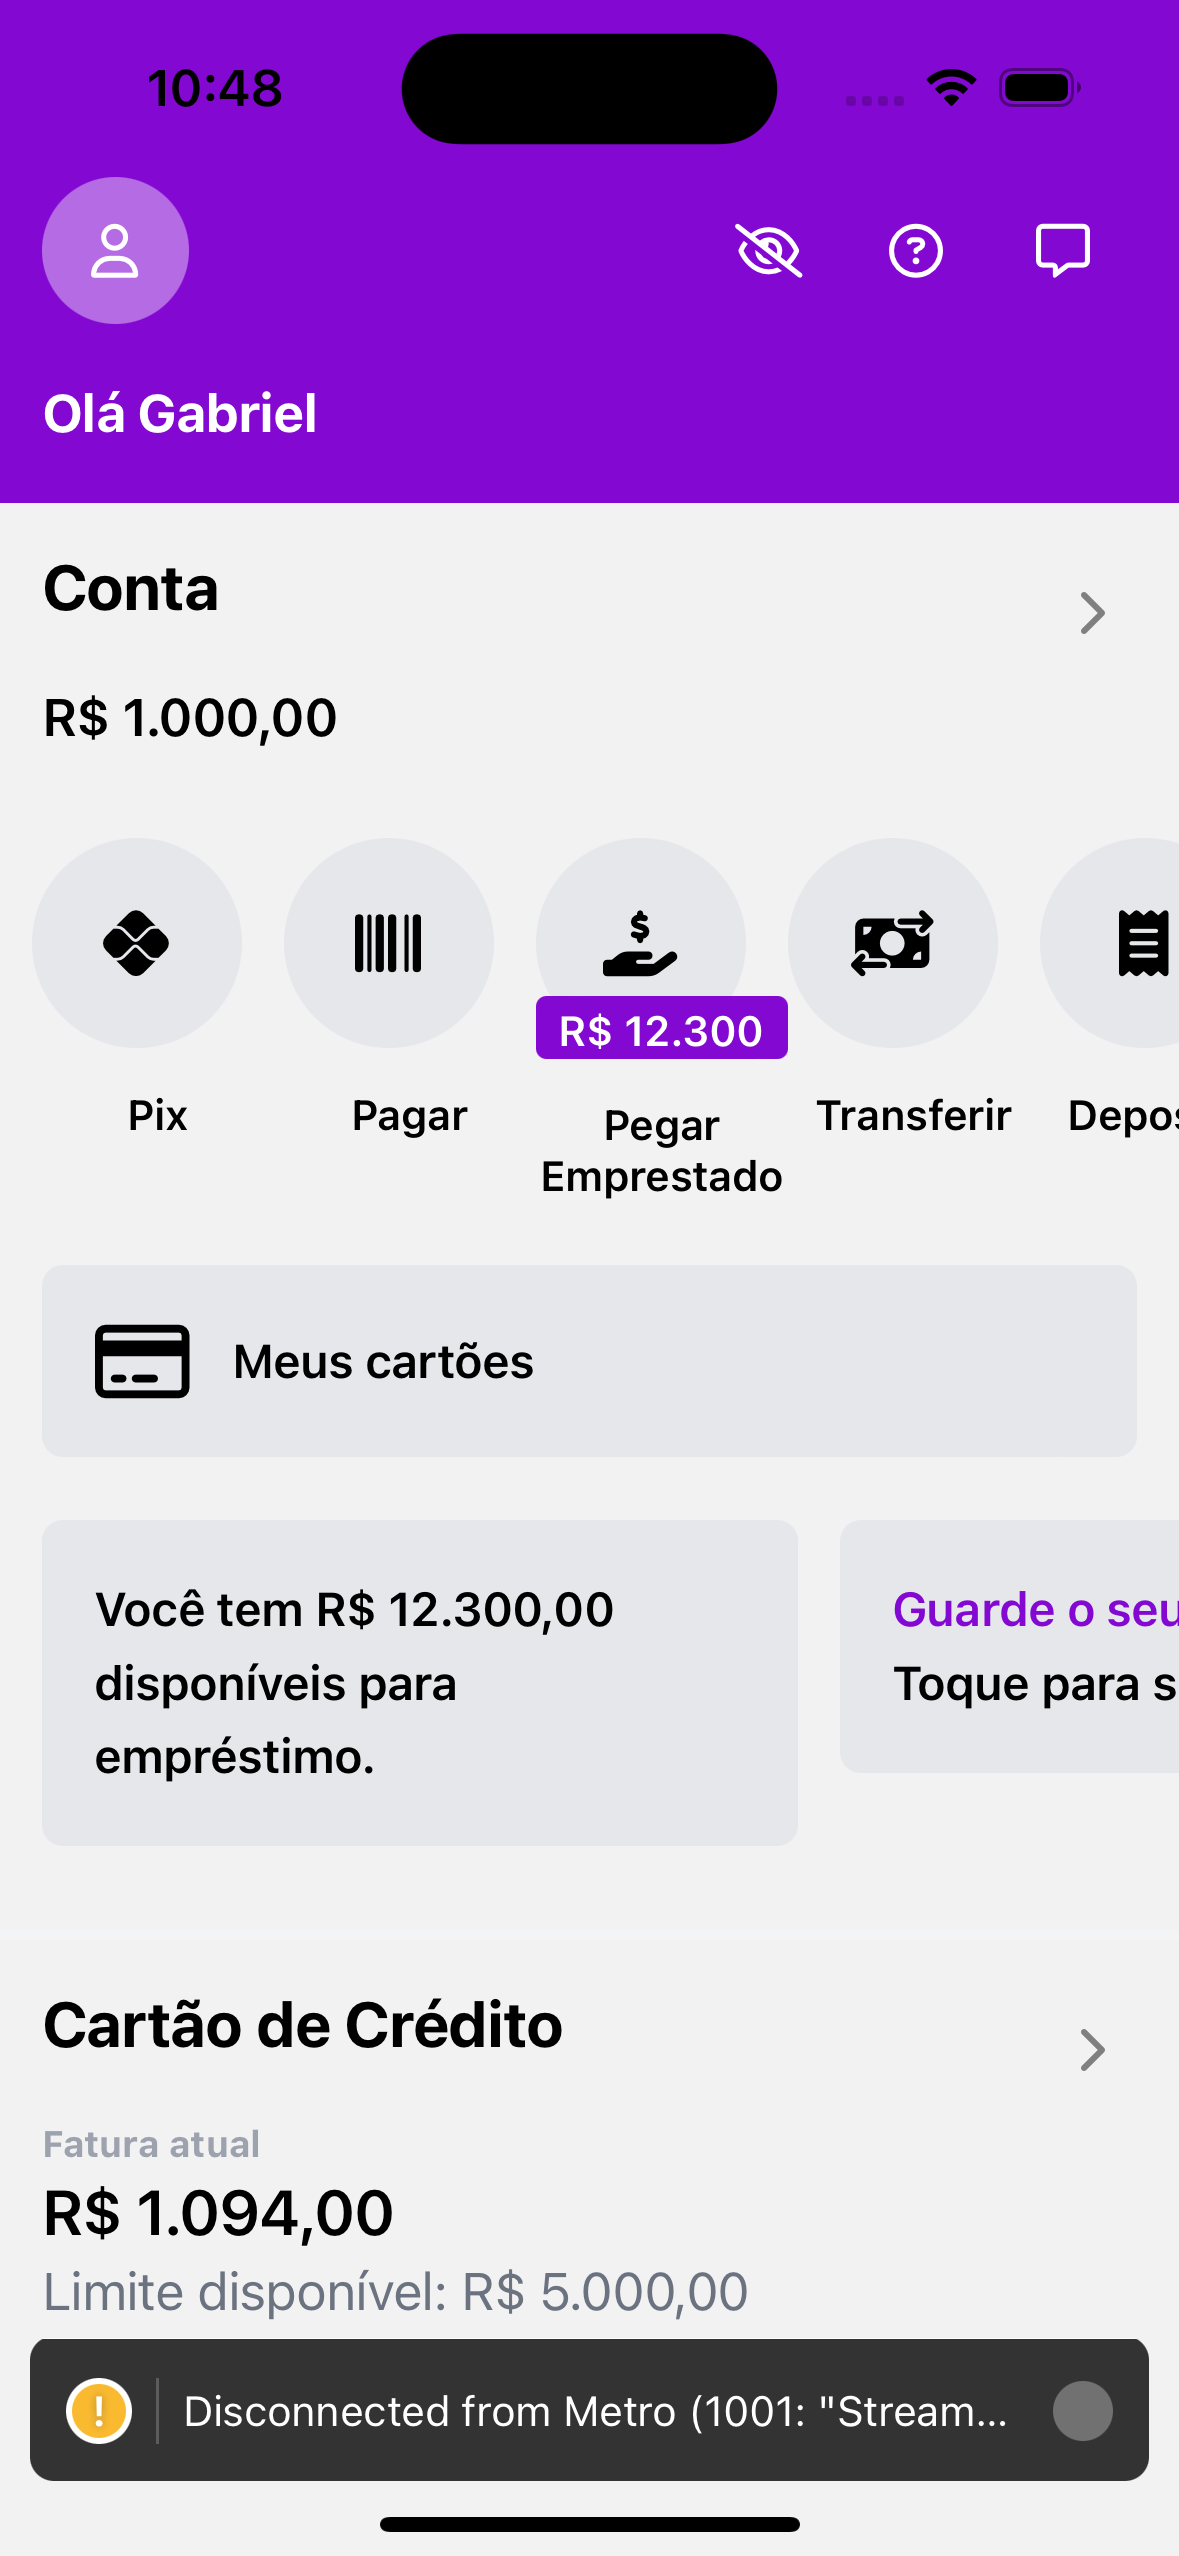 10:48
Olá Gabriel
Conta
R$ 1.000,00
R$ 12.300
Pix
Pagar
Pegar
Emprestado
Transferir
Depos
Meus cartões
Você tem R$ 12.300,00
disponíveis para
empréstimo.
Guarde o seu
Toque para s
Cartão de Crédito
Fatura atual
R$ 1.094,00
Limite disponível: R$ 5.000,00
! Disconnected from Metro (1001: "Stream...